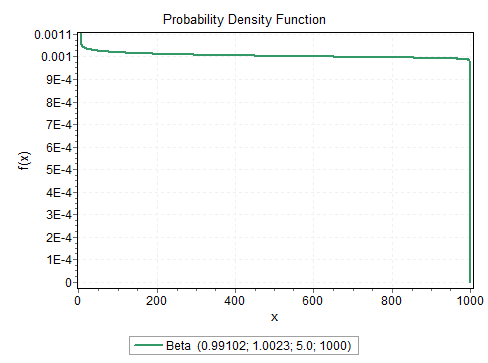 Probability Density Function
0.0011
0.001
9E-4
8E-4
7E-4
6E-4
5E-4
4E-4
3E-4
2E-4
1E-4
0
f(x)
0 200 400 600 800 1000
x
Beta (0.99102; 1.0023; 5.0; 1000)